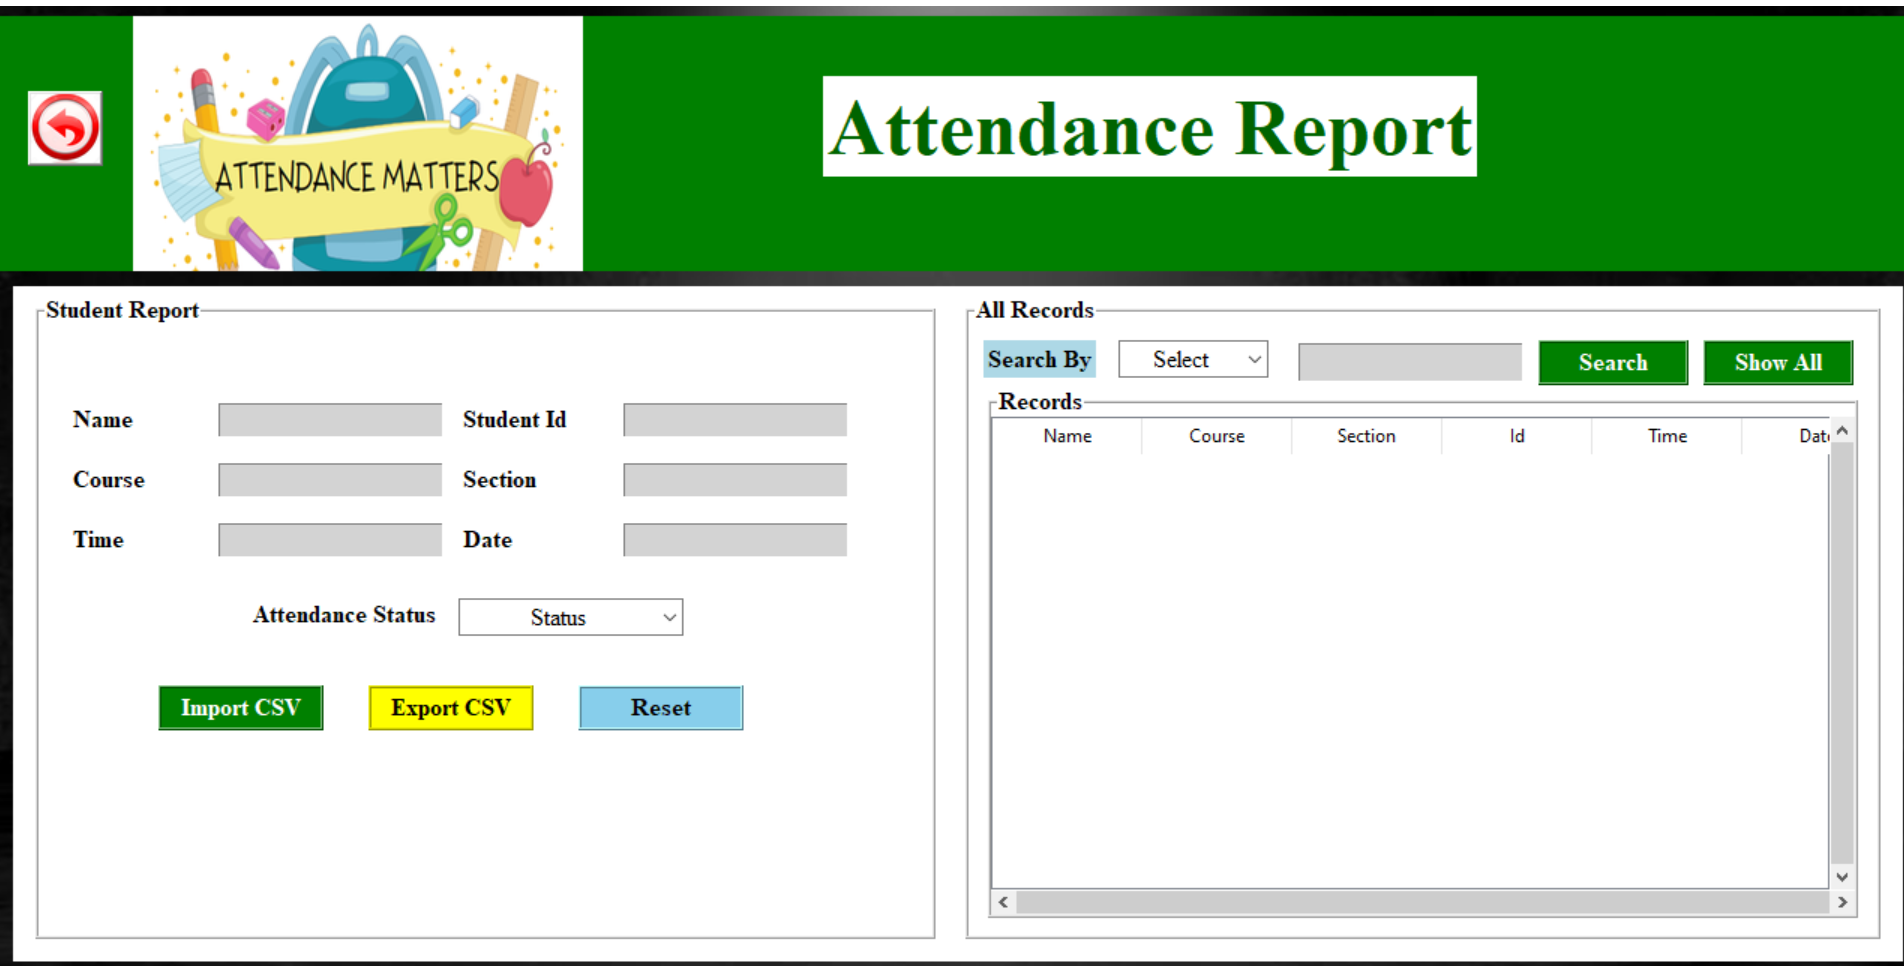 ATTENDANCE MATTERS
Attendance Report
Student Report
Name
Student Id
Course
Section
Time
Date
Attendance Status
Status
Import CSV
Export CSV
Reset
All Records
Search By
Select
Search
Show All
Records
Name
Course
Section
Id
Time
Dat